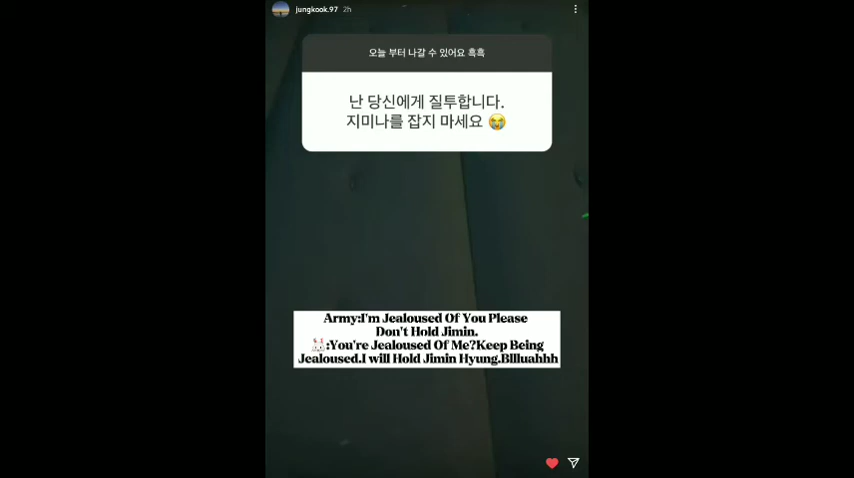 jungkook.97 2h
오늘 부터 나갈 수 있어요 흑흑
난 당신에게 질투합니다.
지미나를 잡지 마세요 😭
Army:I'm Jealoused Of You Please
Don't Hold Jimin.
🐰:You're Jealoused Of Me?Keep Being
Jealoused.I will Hold Jimin Hyung.Bllluahhh